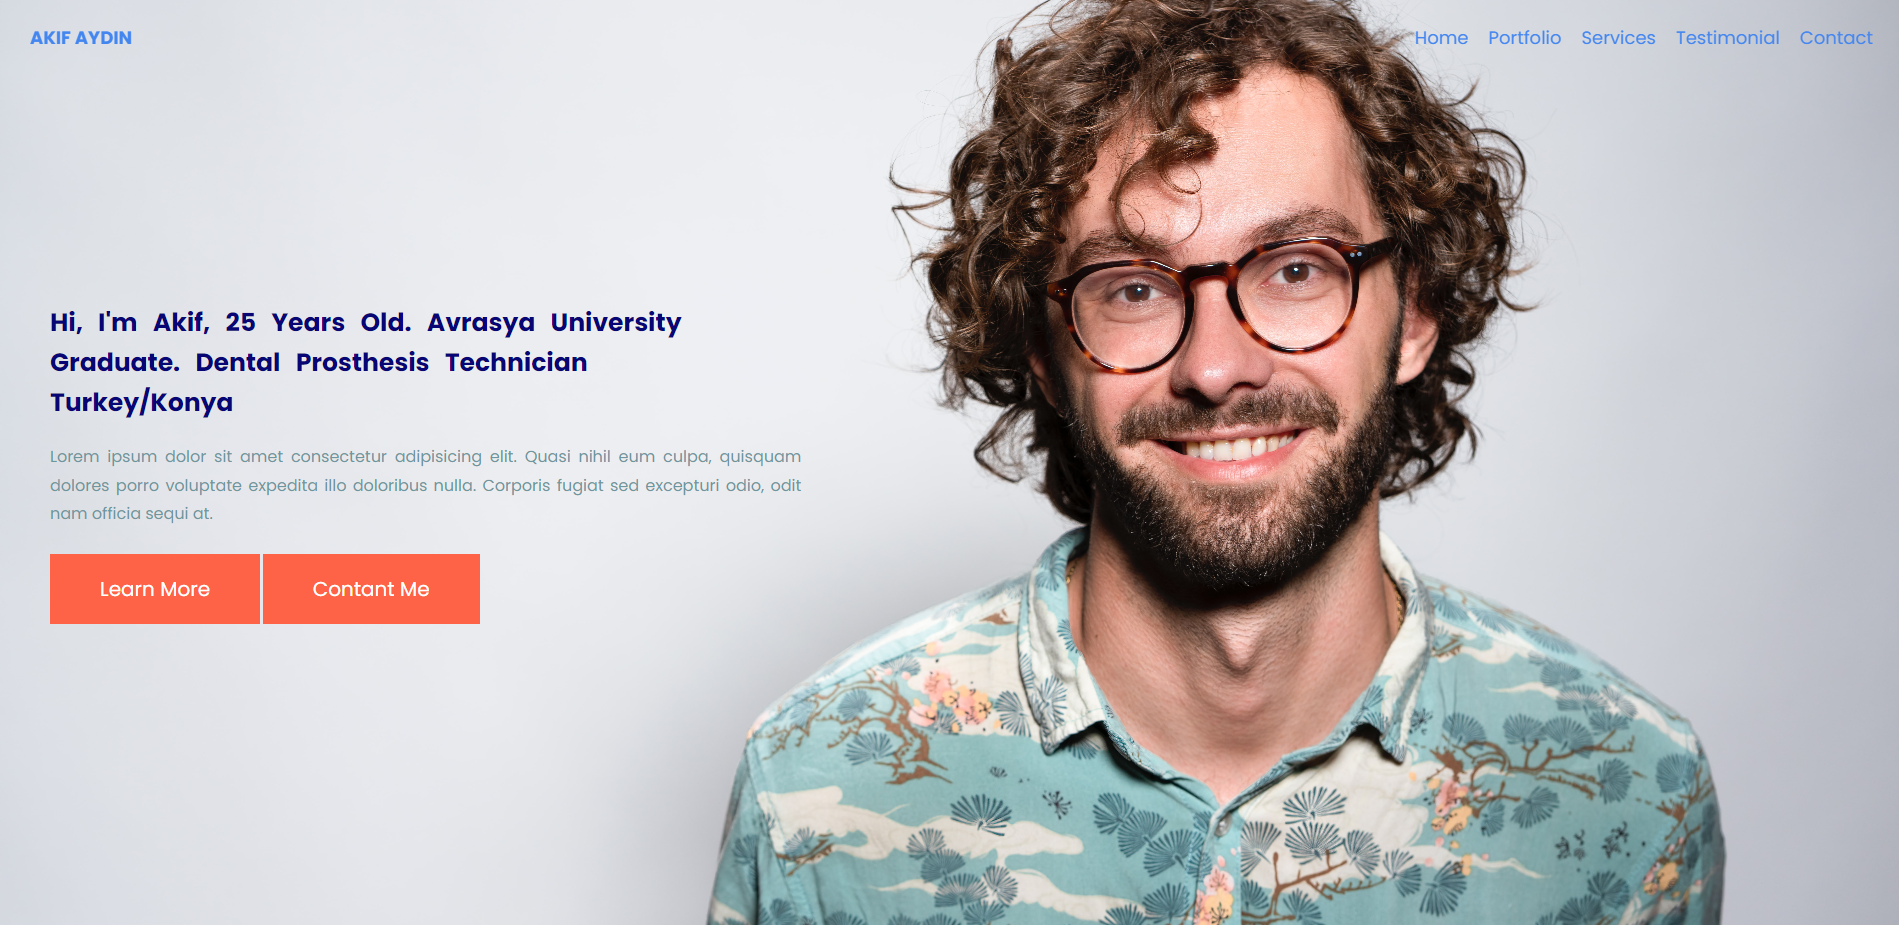 AKIF AYDIN
Home Portfolio Services Testimonial Contact
Hi, I'm Akif, 25 Years Old. Avrasya University
Graduate. Dental Prosthesis Technician
Turkey/Konya
Lorem ipsum dolor sit amet consectetur adipisicing elit. Quasi nihil eum culpa, quisquam
dolores porro voluptate expedita illo doloribus nulla. Corporis fugiat sed excepturi odio, odit
nam officia sequi at.
Learn More
Contant Me